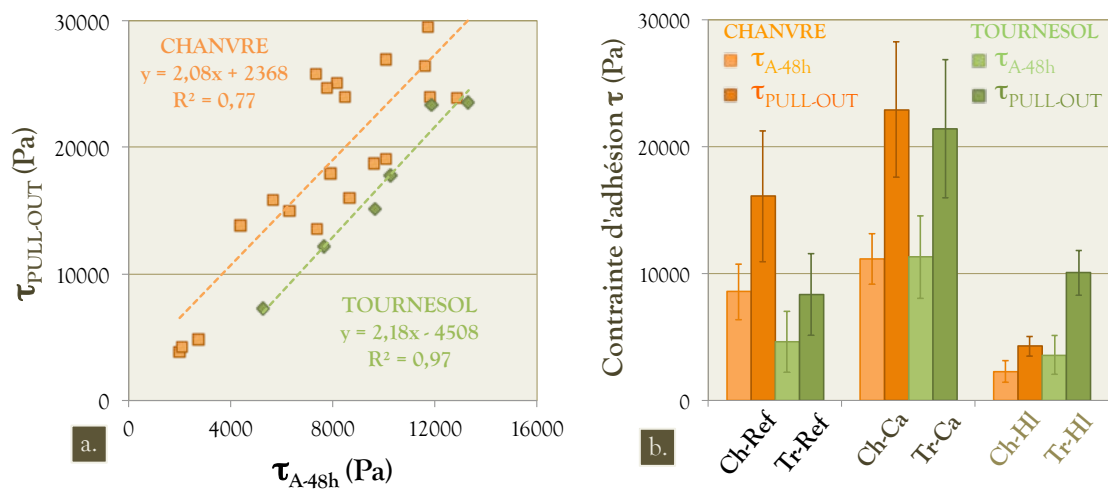 30000
20000
10000
0
τPULL-OUT
(Pa)
CHANVRE
y = 2,08x + 2368
R² = 0,77
TOURNESOL
y = 2,18x - 4508
R² = 0,97
0
4000
8000
12000
16000
τA-48h (Pa)
a.
Contrainte d'adhésion τ (Pa)
30000
20000
10000
0
CHANVRE
τA-48h
τPULL-OUT
TOURNESOL
τA-48h
τPULL-OUT
Ch-Ref
Tr-Ref
Ch-Ca
Tr-Ca
Ch-Hl
Tr-Hl
b.